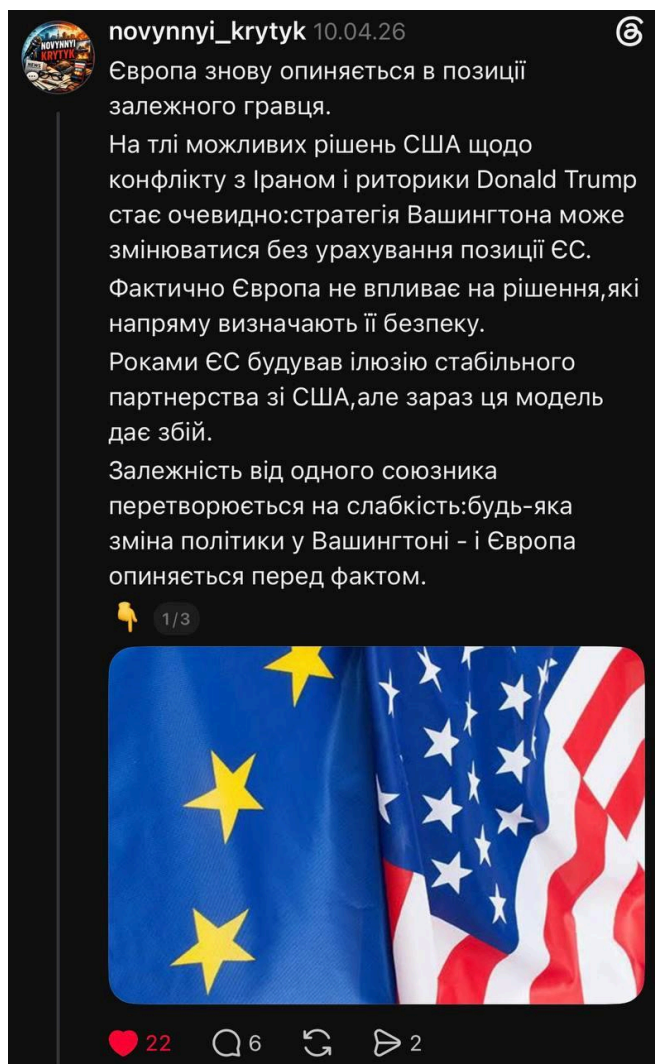 novynnyi_krytyk 10.04.26
NOVYNNYI
KRYTYK
NEWS
Європа знову опиняється в позиції
залежного гравця.
На тлі можливих рішень США щодо
конфлікту з Іраном і риторики Donald Trump
стає очевидно:стратегія Вашингтона може
змінюватися без урахування позиції ЄС.
Фактично Європа не впливає на рішення,які
напряму визначають її безпеку.
Роками ЄС будував ілюзію стабільного
партнерства зі США,але зараз ця модель
дає збій.
Залежність від одного союзника
перетворюється на слабкість:будь-яка
зміна політики у Вашингтоні - і Європа
опиняється перед фактом.
👇 1/3
22 6 2